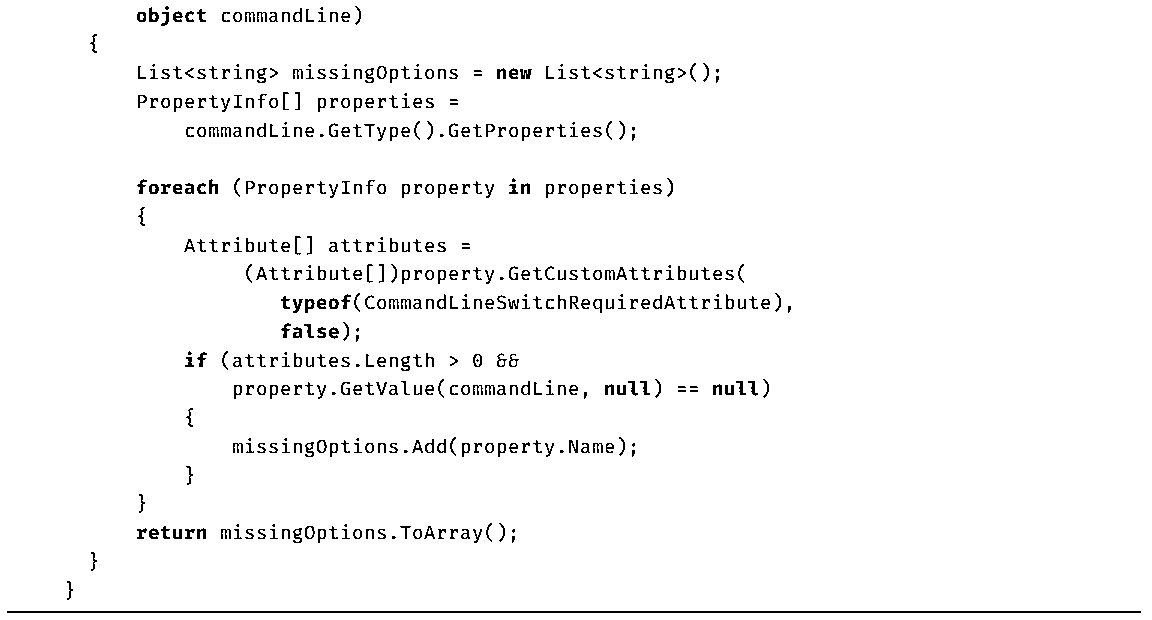 object commandLine)
{
List<string> missingOptions = new List<string>();
PropertyInfo[] properties =
commandLine.GetType().GetProperties();
foreach (PropertyInfo property in properties)
{
Attribute[] attributes =
(Attribute[])property.GetCustomAttributes(
typeof(CommandLineSwitchRequiredAttribute),
false);
if (attributes.Length > 0 &&
property.GetValue(commandLine, null) == null)
{
missingOptions.Add(property.Name);
}
}
return missingOptions.ToArray();
}
}